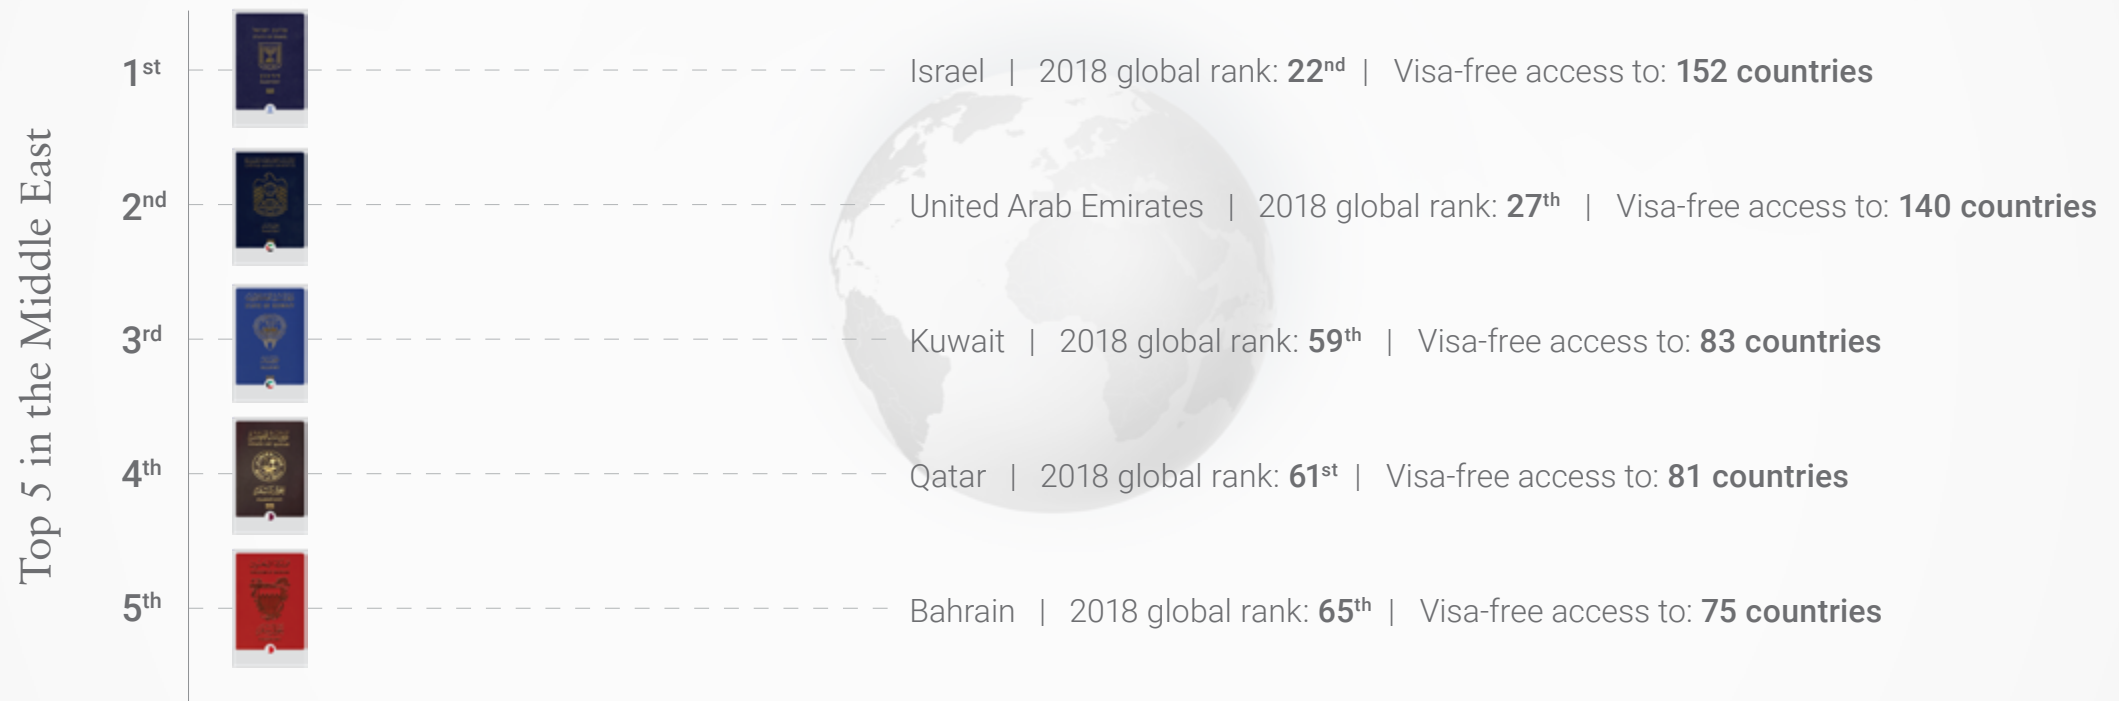 Top 5 in the Middle East
1st
Israel | 2018 global rank: 22nd | Visa-free access to: 152 countries
2nd
United Arab Emirates | 2018 global rank: 27th | Visa-free access to: 140 countries
3rd
Kuwait | 2018 global rank: 59th | Visa-free access to: 83 countries
4th
Qatar | 2018 global rank: 61st | Visa-free access to: 81 countries
5th
Bahrain | 2018 global rank: 65th | Visa-free access to: 75 countries